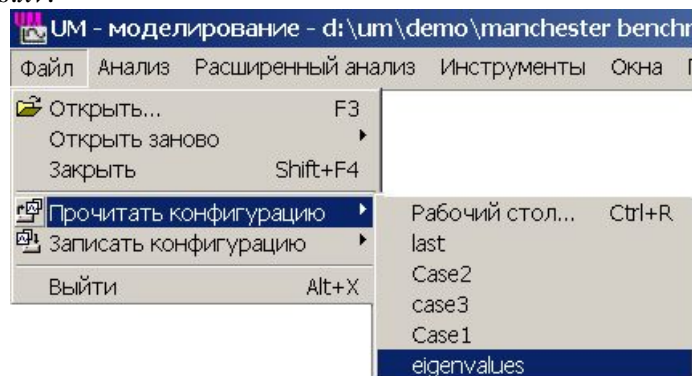 UM - моделирование - d:\um\demo\manchester
Файл Анализ Расширенный анализ Инструменты Окна
Открыть... F3
Открыть заново
Закрыть Shift+F4
Прочитать конфигурацию
Записать конфигурацию
Выйти Alt+X
Рабочий стол... Ctrl+R
last
Case2
case3
Case1
eigenvalues